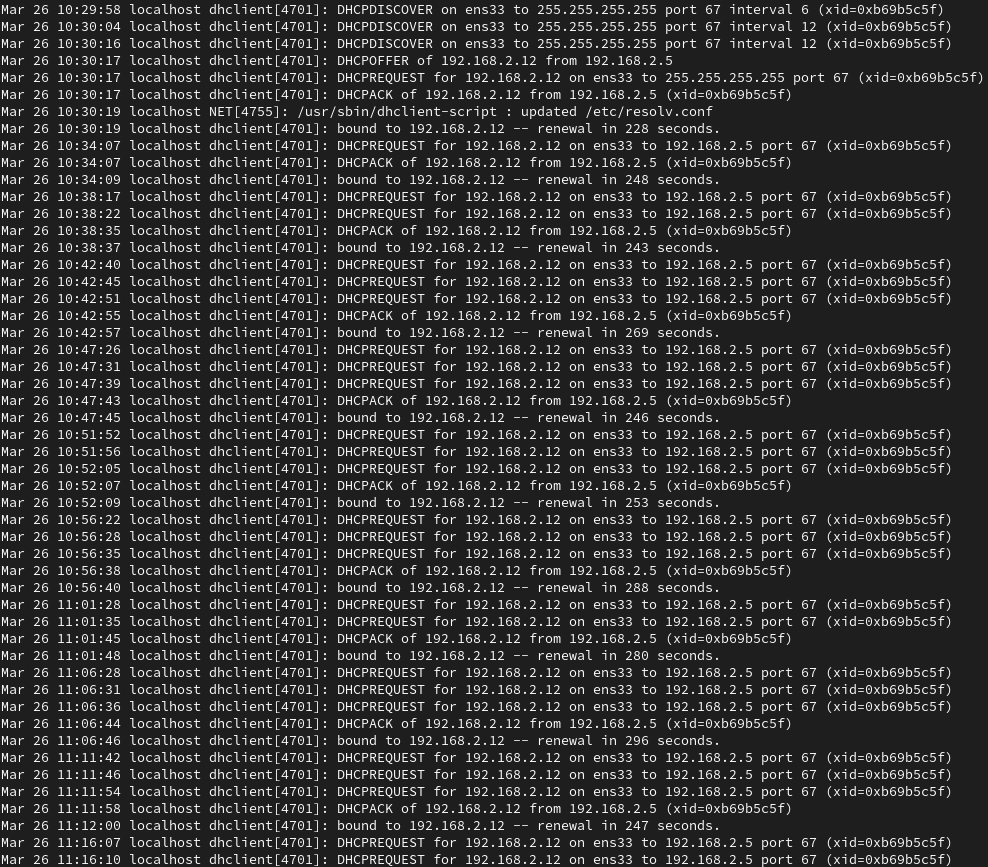 Mar 26 10:29:58 localhost dhclient[4701]: DHCPDISCOVER on ens33 to 255.255.255.255 port 67 interval 6 (xid=0xb69b5c5f)
Mar 26 10:30:04 localhost dhclient[4701]: DHCPDISCOVER on ens33 to 255.255.255.255 port 67 interval 12 (xid=0xb69b5c5f)
Mar 26 10:30:16 localhost dhclient[4701]: DHCPDISCOVER on ens33 to 255.255.255.255 port 67 interval 12 (xid=0xb69b5c5f)
Mar 26 10:30:17 localhost dhclient[4701]: DHCPOFFER of 192.168.2.12 from 192.168.2.5
Mar 26 10:30:17 localhost dhclient[4701]: DHCPREQUEST for 192.168.2.12 on ens33 to 255.255.255.255 port 67 (xid=0xb69b5c5f)
Mar 26 10:30:17 localhost dhclient[4701]: DHCPACK of 192.168.2.12 from 192.168.2.5 (xid=0xb69b5c5f)
Mar 26 10:30:19 localhost NET[4755]: /usr/sbin/dhclient-script : updated /etc/resolv.conf
Mar 26 10:30:19 localhost dhclient[4701]: bound to 192.168.2.12 -- renewal in 228 seconds.
Mar 26 10:34:07 localhost dhclient[4701]: DHCPREQUEST for 192.168.2.12 on ens33 to 192.168.2.5 port 67 (xid=0xb69b5c5f)
Mar 26 10:34:07 localhost dhclient[4701]: DHCPACK of 192.168.2.12 from 192.168.2.5 (xid=0xb69b5c5f)
Mar 26 10:34:09 localhost dhclient[4701]: bound to 192.168.2.12 -- renewal in 248 seconds.
Mar 26 10:38:17 localhost dhclient[4701]: DHCPREQUEST for 192.168.2.12 on ens33 to 192.168.2.5 port 67 (xid=0xb69b5c5f)
Mar 26 10:38:22 localhost dhclient[4701]: DHCPREQUEST for 192.168.2.12 on ens33 to 192.168.2.5 port 67 (xid=0xb69b5c5f)
Mar 26 10:38:35 localhost dhclient[4701]: DHCPACK of 192.168.2.12 from 192.168.2.5 (xid=0xb69b5c5f)
Mar 26 10:38:37 localhost dhclient[4701]: bound to 192.168.2.12 -- renewal in 243 seconds.
Mar 26 10:42:40 localhost dhclient[4701]: DHCPREQUEST for 192.168.2.12 on ens33 to 192.168.2.5 port 67 (xid=0xb69b5c5f)
Mar 26 10:42:45 localhost dhclient[4701]: DHCPREQUEST for 192.168.2.12 on ens33 to 192.168.2.5 port 67 (xid=0xb69b5c5f)
Mar 26 10:42:51 localhost dhclient[4701]: DHCPREQUEST for 192.168.2.12 on ens33 to 192.168.2.5 port 67 (xid=0xb69b5c5f)
Mar 26 10:42:55 localhost dhclient[4701]: DHCPACK of 192.168.2.12 from 192.168.2.5 (xid=0xb69b5c5f)
Mar 26 10:42:57 localhost dhclient[4701]: bound to 192.168.2.12 -- renewal in 269 seconds.
Mar 26 10:47:26 localhost dhclient[4701]: DHCPREQUEST for 192.168.2.12 on ens33 to 192.168.2.5 port 67 (xid=0xb69b5c5f)
Mar 26 10:47:31 localhost dhclient[4701]: DHCPREQUEST for 192.168.2.12 on ens33 to 192.168.2.5 port 67 (xid=0xb69b5c5f)
Mar 26 10:47:39 localhost dhclient[4701]: DHCPREQUEST for 192.168.2.12 on ens33 to 192.168.2.5 port 67 (xid=0xb69b5c5f)
Mar 26 10:47:43 localhost dhclient[4701]: DHCPACK of 192.168.2.12 from 192.168.2.5 (xid=0xb69b5c5f)
Mar 26 10:47:45 localhost dhclient[4701]: bound to 192.168.2.12 -- renewal in 246 seconds.
Mar 26 10:51:52 localhost dhclient[4701]: DHCPREQUEST for 192.168.2.12 on ens33 to 192.168.2.5 port 67 (xid=0xb69b5c5f)
Mar 26 10:51:56 localhost dhclient[4701]: DHCPREQUEST for 192.168.2.12 on ens33 to 192.168.2.5 port 67 (xid=0xb69b5c5f)
Mar 26 10:52:05 localhost dhclient[4701]: DHCPREQUEST for 192.168.2.12 on ens33 to 192.168.2.5 port 67 (xid=0xb69b5c5f)
Mar 26 10:52:07 localhost dhclient[4701]: DHCPACK of 192.168.2.12 from 192.168.2.5 (xid=0xb69b5c5f)
Mar 26 10:52:09 localhost dhclient[4701]: bound to 192.168.2.12 -- renewal in 253 seconds.
Mar 26 10:56:22 localhost dhclient[4701]: DHCPREQUEST for 192.168.2.12 on ens33 to 192.168.2.5 port 67 (xid=0xb69b5c5f)
Mar 26 10:56:28 localhost dhclient[4701]: DHCPREQUEST for 192.168.2.12 on ens33 to 192.168.2.5 port 67 (xid=0xb69b5c5f)
Mar 26 10:56:35 localhost dhclient[4701]: DHCPREQUEST for 192.168.2.12 on ens33 to 192.168.2.5 port 67 (xid=0xb69b5c5f)
Mar 26 10:56:38 localhost dhclient[4701]: DHCPACK of 192.168.2.12 from 192.168.2.5 (xid=0xb69b5c5f)
Mar 26 10:56:40 localhost dhclient[4701]: bound to 192.168.2.12 -- renewal in 288 seconds.
Mar 26 11:01:28 localhost dhclient[4701]: DHCPREQUEST for 192.168.2.12 on ens33 to 192.168.2.5 port 67 (xid=0xb69b5c5f)
Mar 26 11:01:35 localhost dhclient[4701]: DHCPREQUEST for 192.168.2.12 on ens33 to 192.168.2.5 port 67 (xid=0xb69b5c5f)
Mar 26 11:01:45 localhost dhclient[4701]: DHCPACK of 192.168.2.12 from 192.168.2.5 (xid=0xb69b5c5f)
Mar 26 11:01:48 localhost dhclient[4701]: bound to 192.168.2.12 -- renewal in 280 seconds.
Mar 26 11:06:28 localhost dhclient[4701]: DHCPREQUEST for 192.168.2.12 on ens33 to 192.168.2.5 port 67 (xid=0xb69b5c5f)
Mar 26 11:06:31 localhost dhclient[4701]: DHCPREQUEST for 192.168.2.12 on ens33 to 192.168.2.5 port 67 (xid=0xb69b5c5f)
Mar 26 11:06:36 localhost dhclient[4701]: DHCPREQUEST for 192.168.2.12 on ens33 to 192.168.2.5 port 67 (xid=0xb69b5c5f)
Mar 26 11:06:44 localhost dhclient[4701]: DHCPACK of 192.168.2.12 from 192.168.2.5 (xid=0xb69b5c5f)
Mar 26 11:06:46 localhost dhclient[4701]: bound to 192.168.2.12 -- renewal in 296 seconds.
Mar 26 11:11:42 localhost dhclient[4701]: DHCPREQUEST for 192.168.2.12 on ens33 to 192.168.2.5 port 67 (xid=0xb69b5c5f)
Mar 26 11:11:46 localhost dhclient[4701]: DHCPREQUEST for 192.168.2.12 on ens33 to 192.168.2.5 port 67 (xid=0xb69b5c5f)
Mar 26 11:11:54 localhost dhclient[4701]: DHCPREQUEST for 192.168.2.12 on ens33 to 192.168.2.5 port 67 (xid=0xb69b5c5f)
Mar 26 11:11:58 localhost dhclient[4701]: DHCPACK of 192.168.2.12 from 192.168.2.5 (xid=0xb69b5c5f)
Mar 26 11:12:00 localhost dhclient[4701]: bound to 192.168.2.12 -- renewal in 247 seconds.
Mar 26 11:16:07 localhost dhclient[4701]: DHCPREQUEST for 192.168.2.12 on ens33 to 192.168.2.5 port 67 (xid=0xb69b5c5f)
Mar 26 11:16:10 localhost dhclient[4701]: DHCPREQUEST for 192.168.2.12 on ens33 to 192.168.2.5 port 67 (xid=0xb69b5c5f)